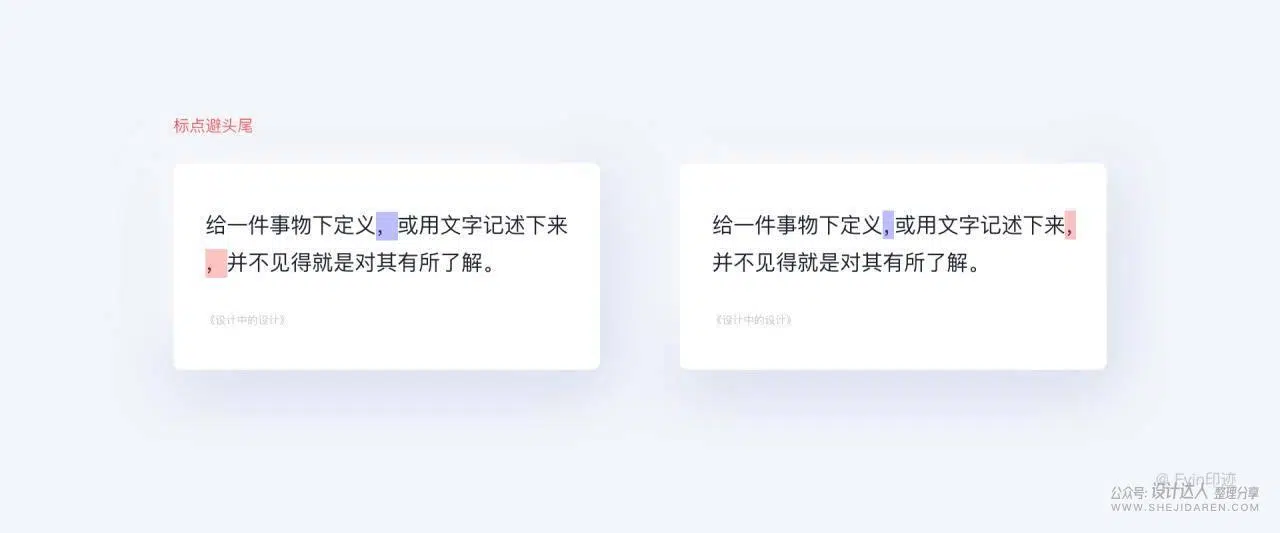 标点避头尾
给一件事物下定义，或用文字记述下来
，并不见得就是对其有所了解。
《设计中的设计》
给一件事物下定义，或用文字记述下来，
并不见得就是对其有所了解。
《设计中的设计》
@ Evin印迹
公众号: 设计达人 整理分享
WWW.SHEJIDAREN.COM